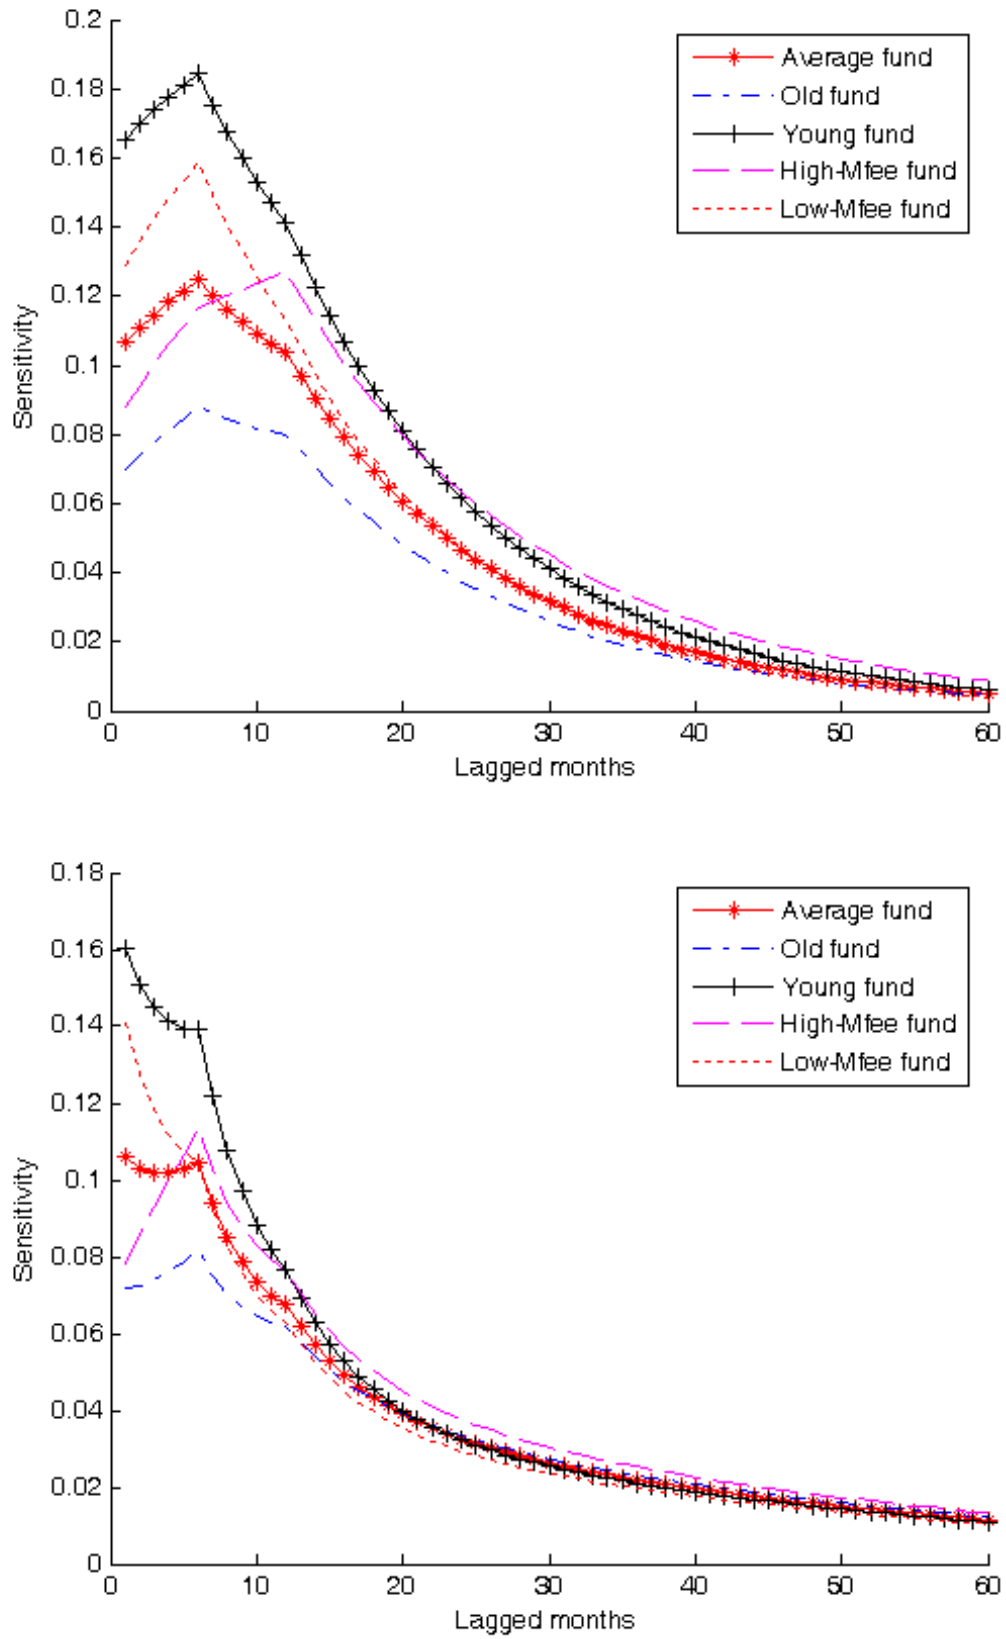 0.2
0.18
0.16
0.14
0.12
0.1
0.08
0.06
0.04
0.02
0
Sensitivity
Average fund
Old fund
Young fund
High-Mfee fund
Low-Mfee fund
0 10 20 30 40 50 60
Lagged months
0.18
0.16
0.14
0.12
0.1
0.08
0.06
0.04
0.02
0
Sensitivity
Average fund
Old fund
Young fund
High-Mfee fund
Low-Mfee fund
0 10 20 30 40 50 60
Lagged months